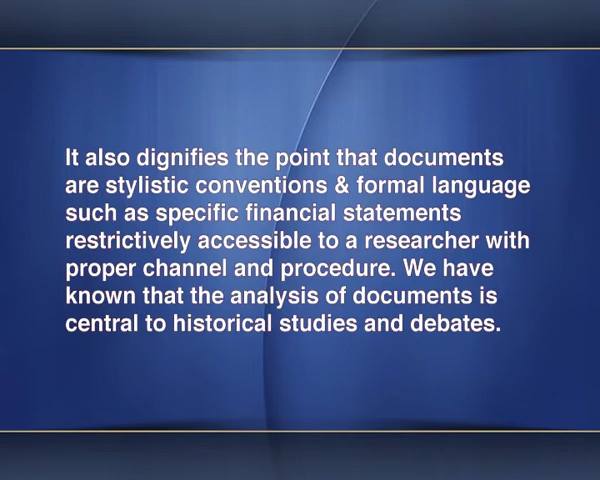 It also dignifies the point that documents
are stylistic conventions & formal language
such as specific financial statements
restrictively accessible to a researcher with
proper channel and procedure. We have
known that the analysis of documents is
central to historical studies and debates.